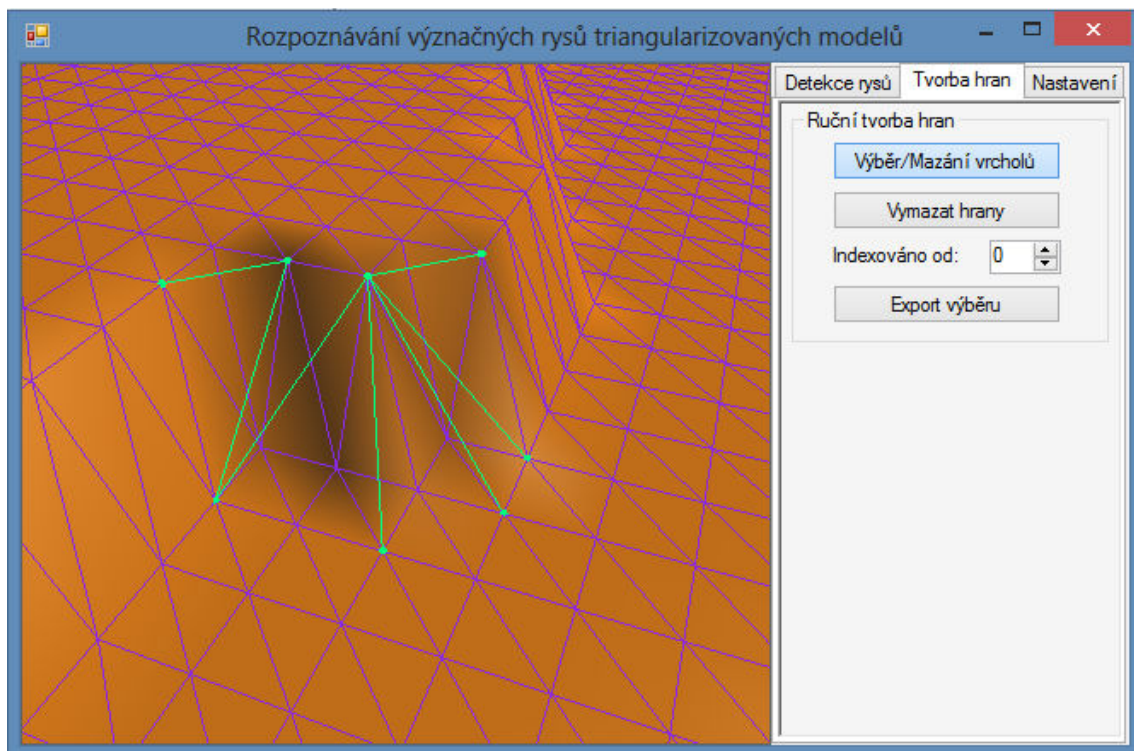 Rozpoznávání význačných rysů triangularizovaných modelů
Detekce rysů Tvorba hran Nastavení
Ruční tvorba hran
Výběr/Mazání vrcholů
Vymazat hrany
Indexováno od: 0
Export výběru